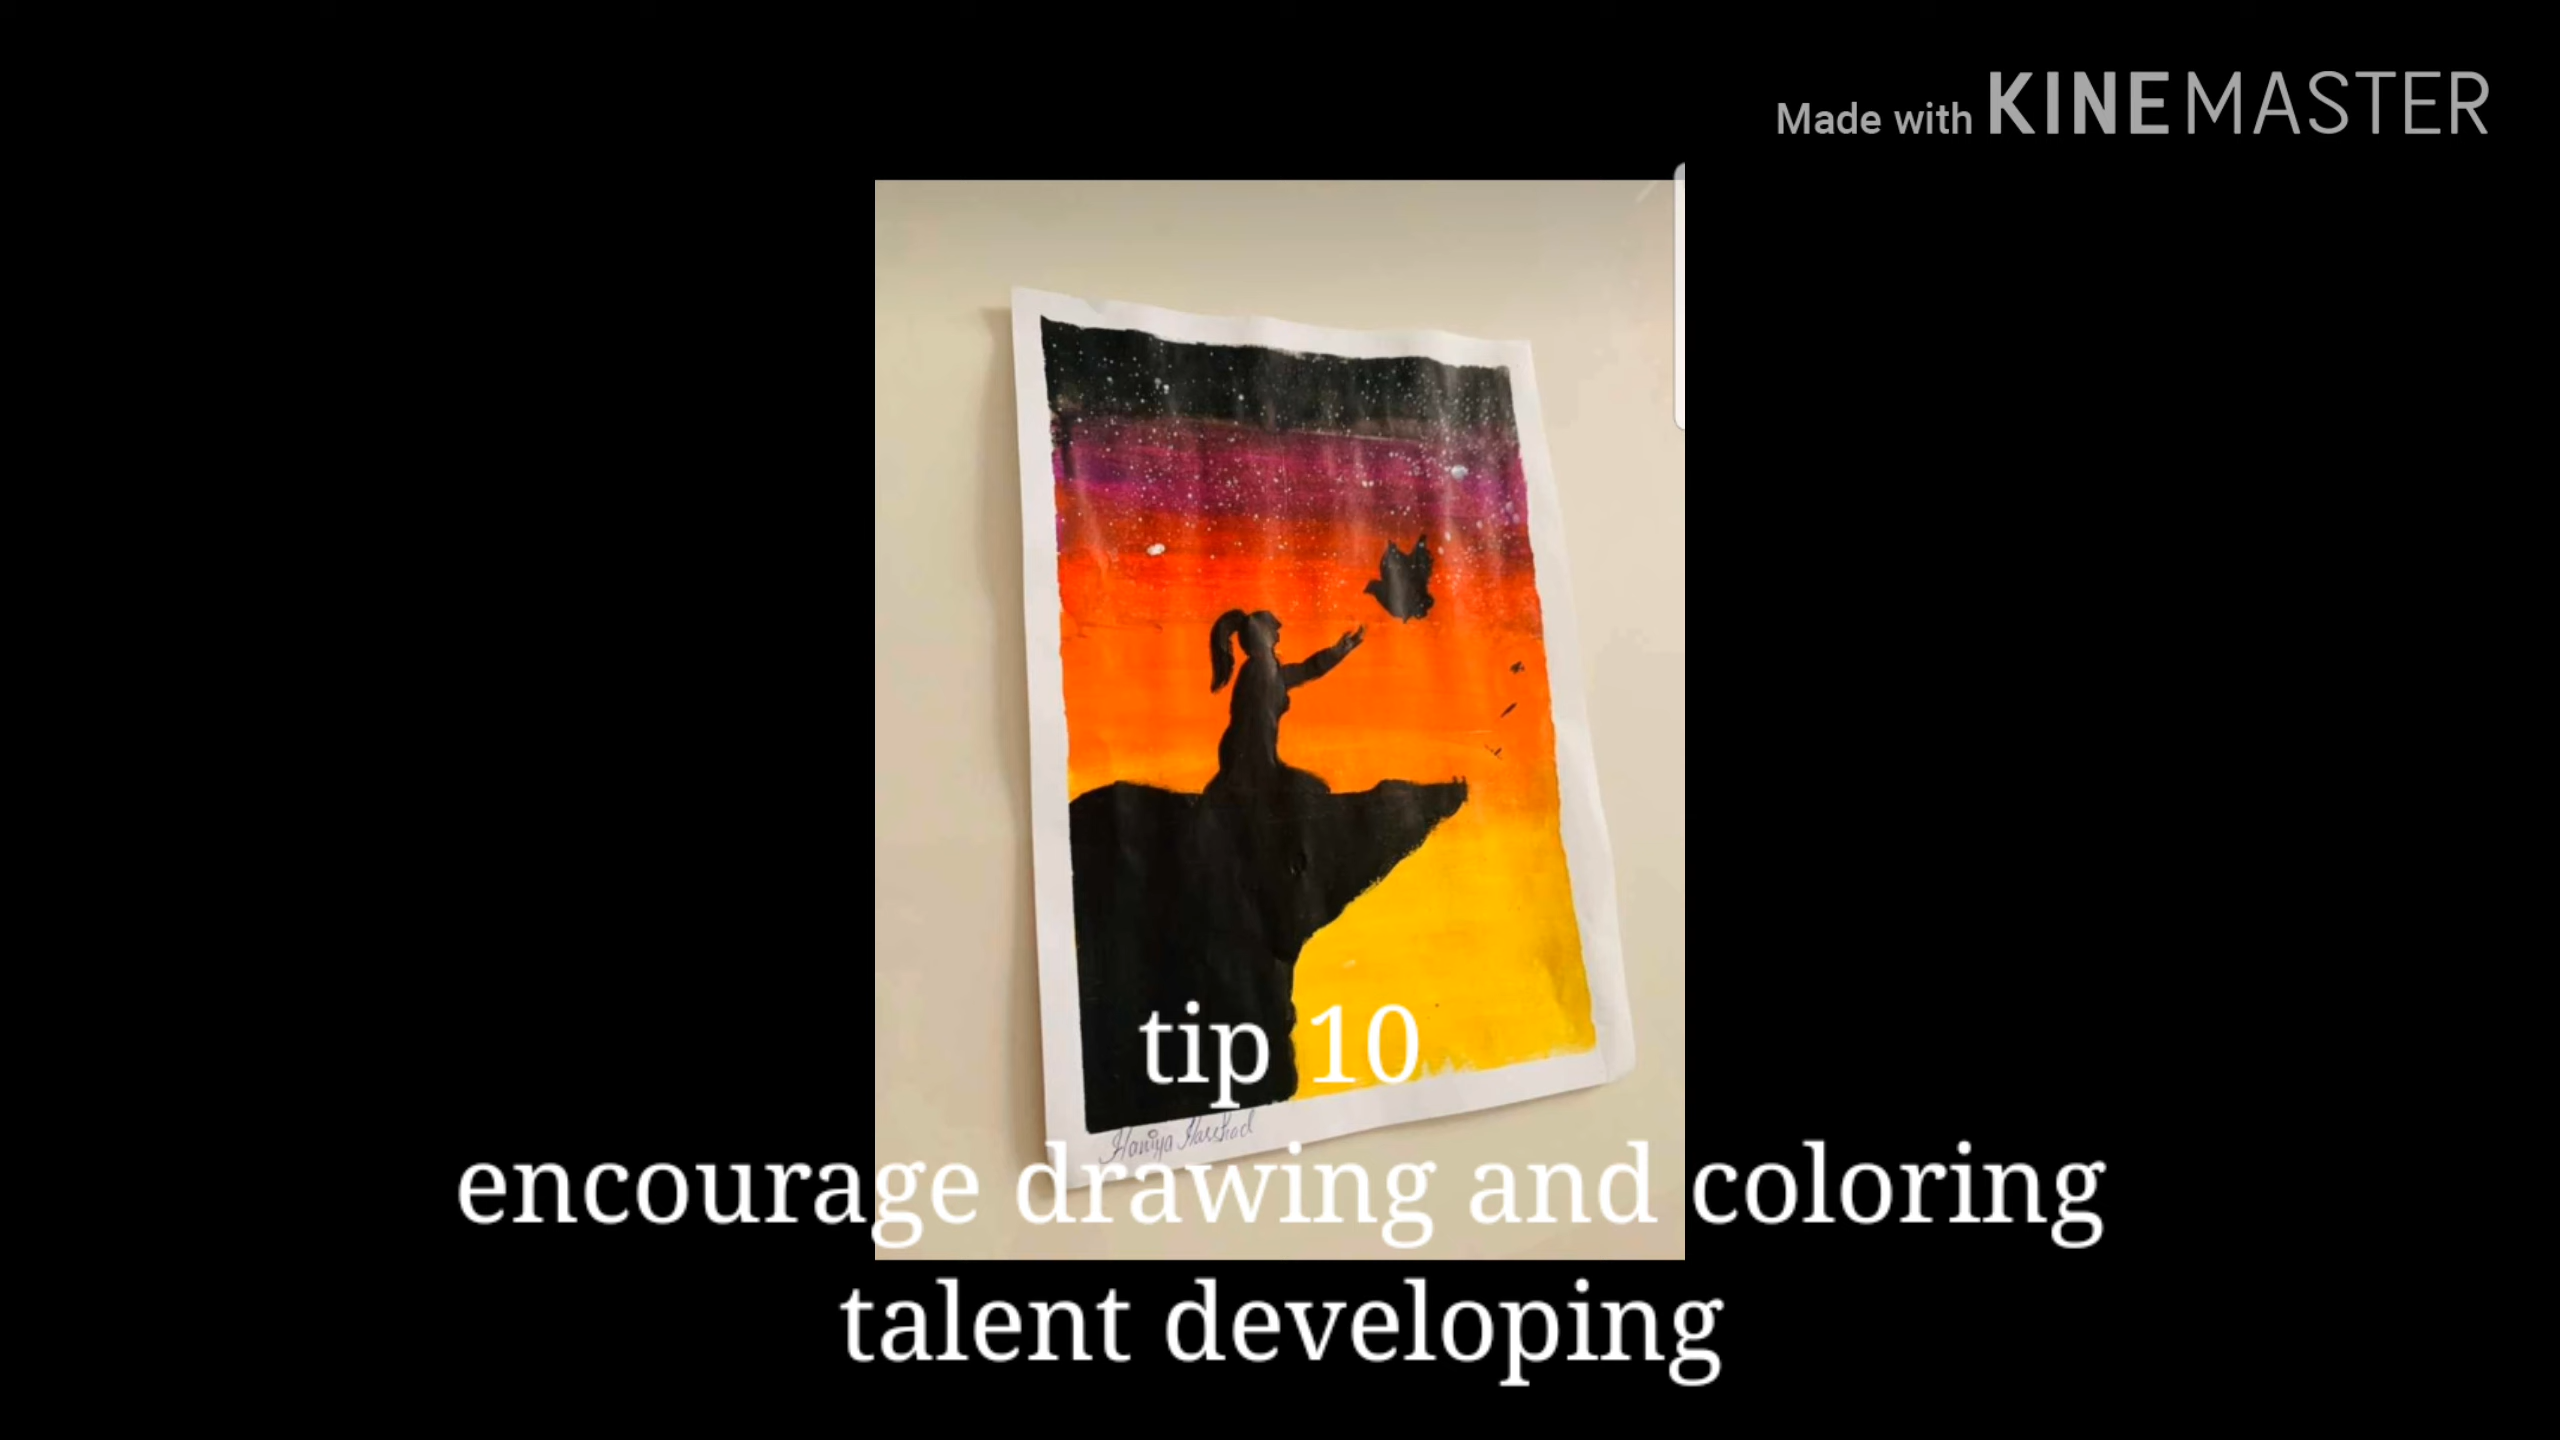 Made with KINEMASTER
tip 10
encourage drawing and coloring
talent developing